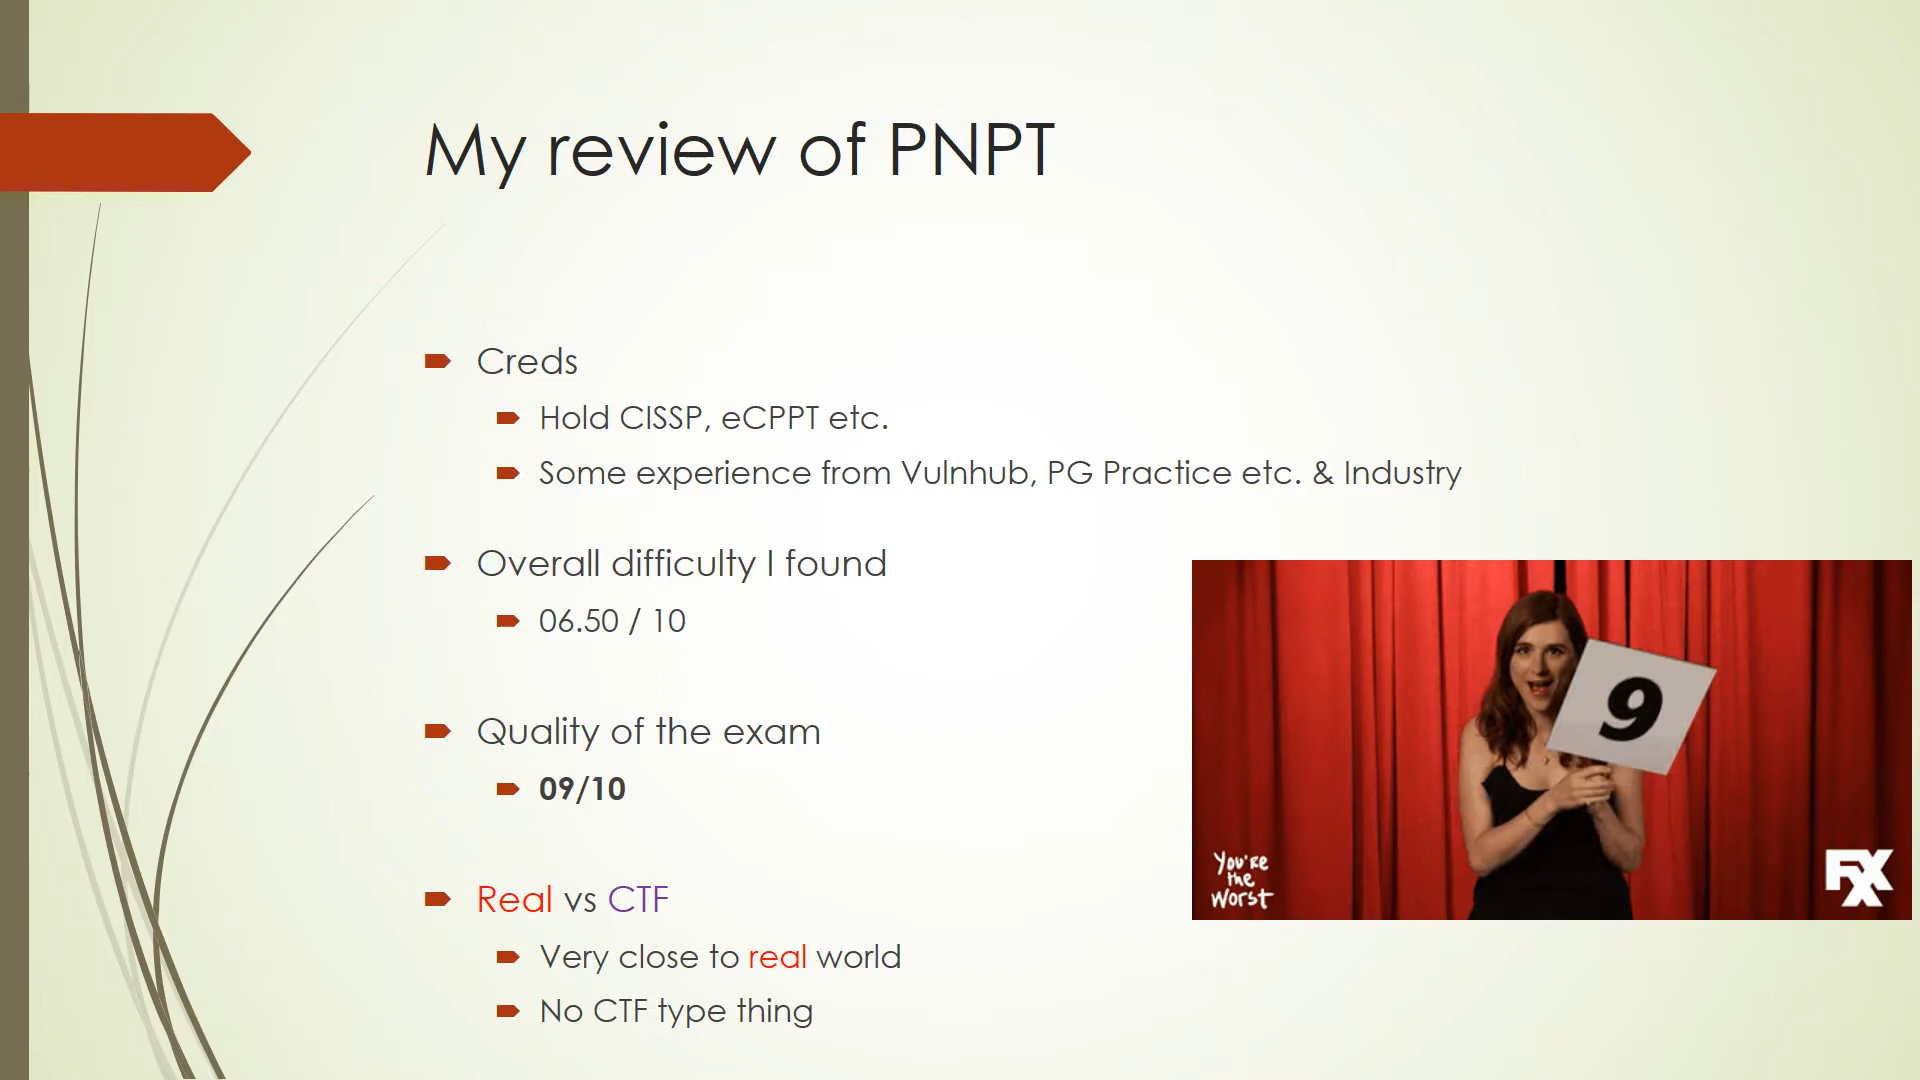 My review of PNPT
Creds
Hold CISSP, eCPPT etc.
Some experience from Vulnhub, PG Practice etc. & Industry
Overall difficulty I found
06.50 / 10
Quality of the exam
09/10
Real vs CTF
Very close to real world
No CTF type thing
9
You're
the
Worst
FX